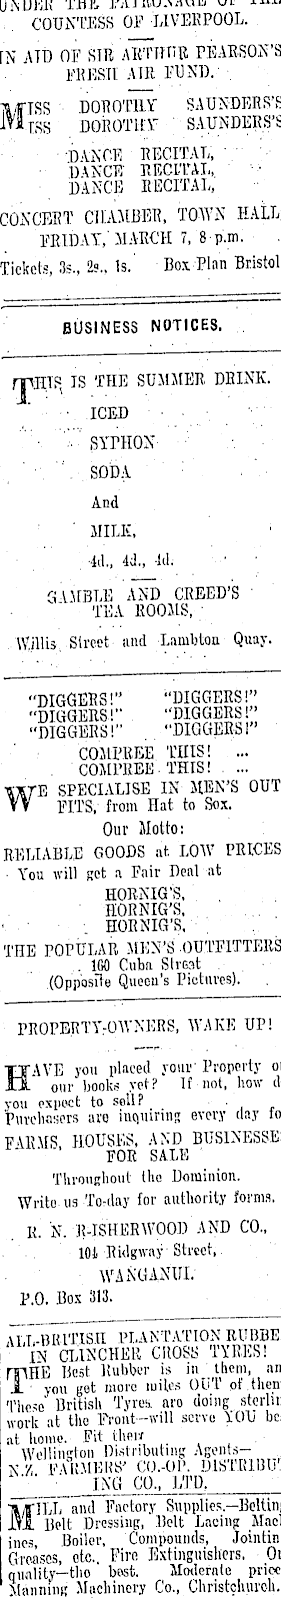 UNDER THE PATRONAGE OF THE
COUNTESS OF LIVERPOOL.
IN AID OF SIR ARTHUR PEARSON'S
FRESH AIR FUND.
MISS DOROTHY SAUNDERS'S
MISS DOROTHY SAUNDERS'S
DANCE RECITAL,
DANCE RECITAL,
DANCE RECITAL,
CONCERT CHAMBER, TOWN HALL
FRIDAY, MARCH 7, 8 p.m.
Tickets, 3s., 2s., 1s. Box Plan Bristol
BUSINESS NOTICES.
THIS IS THE SUMMER DRINK.
ICED
SYPHON
SODA
And
MILK,
4d., 4d., 4d.
GAMBLE AND CREED'S
TEA ROOMS,
Willis Street and Lambton Quay.
"DIGGERS!" "DIGGERS!"
"DIGGERS!" "DIGGERS!"
"DIGGERS!" "DIGGERS!"
COMPREE THIS! ...
COMPREE THIS! ...
WE SPECIALISE IN MEN'S OUT
FITS, from Hat to Sox.
Our Motto:
RELIABLE GOODS at LOW PRICES
You will get a Fair Deal at
HORNIG'S,
HORNIG'S,
HORNIG'S,
THE POPULAR MEN'S OUTFITTERS
160 Cuba Street
(Opposite Queen's Pictures).
PROPERTY-OWNERS, WAKE UP!
HAVE you placed your Property o
our books yet? If not, how d
you expect to sell?
Purchasers are inquiring every day fo
FARMS, HOUSES, AND BUSINESSE
FOR SALE
Throughout the Dominion.
Write us To-day for authority forms.
R. N. R-ISHERWOOD AND CO.,
104 Ridgway Street,
WANGANUI.
P.O. Box 313.
ALL-BRITISH PLANTATION RUBBE
IN CLINCHER CROSS TYRES!
THE Best Rubber is in them, an
you get more miles OUT of them
These British Tyres are doing sterlin
work at the Front—will serve YOU be
at home. Fit them
Wellington Distributing Agents—
N.Z. FARMERS' CO.-OP. DISTRIBUT
ING CO., LTD.
MILL and Factory Supplies.—Belting
Belt Dressing, Belt Lacing Mac
ines, Boiler, Compounds, Jointin
Greases, etc., Fire Extinguishers. Ou
quality—the best. Moderate price
Manning Machinery Co., Christchurch.